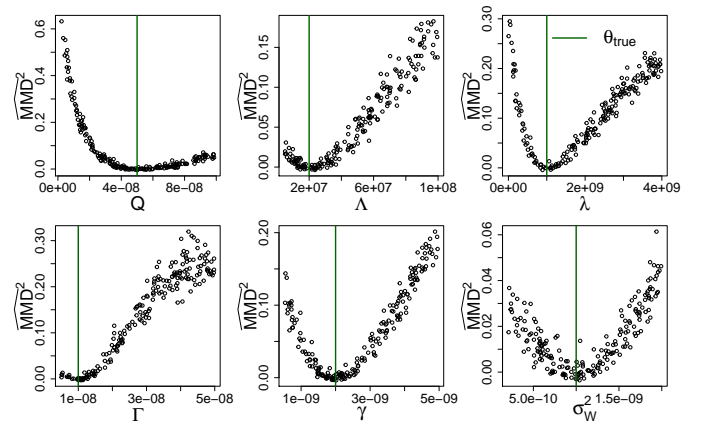 0.6
0.4
0.2
0.0
MMD²
0e+00 4e-08 8e-08
Q
0.15
0.10
0.05
0.00
MMD²
2e+07 6e+07 1e+08
Λ
0.30
0.20
0.10
0.00
MMD²
θtrue
0e+00 2e+09 4e+09
λ
0.30
0.20
0.10
0.00
MMD²
1e-08 3e-08 5e-08
Γ
0.20
0.10
0.00
MMD²
1e-09 3e-09 5e-09
γ
0.06
0.04
0.02
0.00
MMD²
5.0e-10 1.5e-09
σ²W